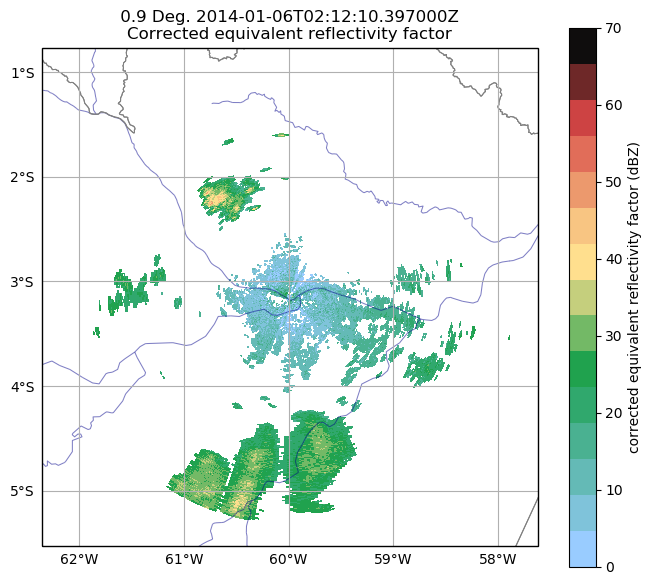 0.9 Deg. 2014-01-06T02:12:10.397000Z
Corrected equivalent reflectivity factor
1°S
2°S
3°S
4°S
5°S
62°W
61°W
60°W
59°W
58°W
70
60
50
40
30
20
10
0
corrected equivalent reflectivity factor (dBZ)